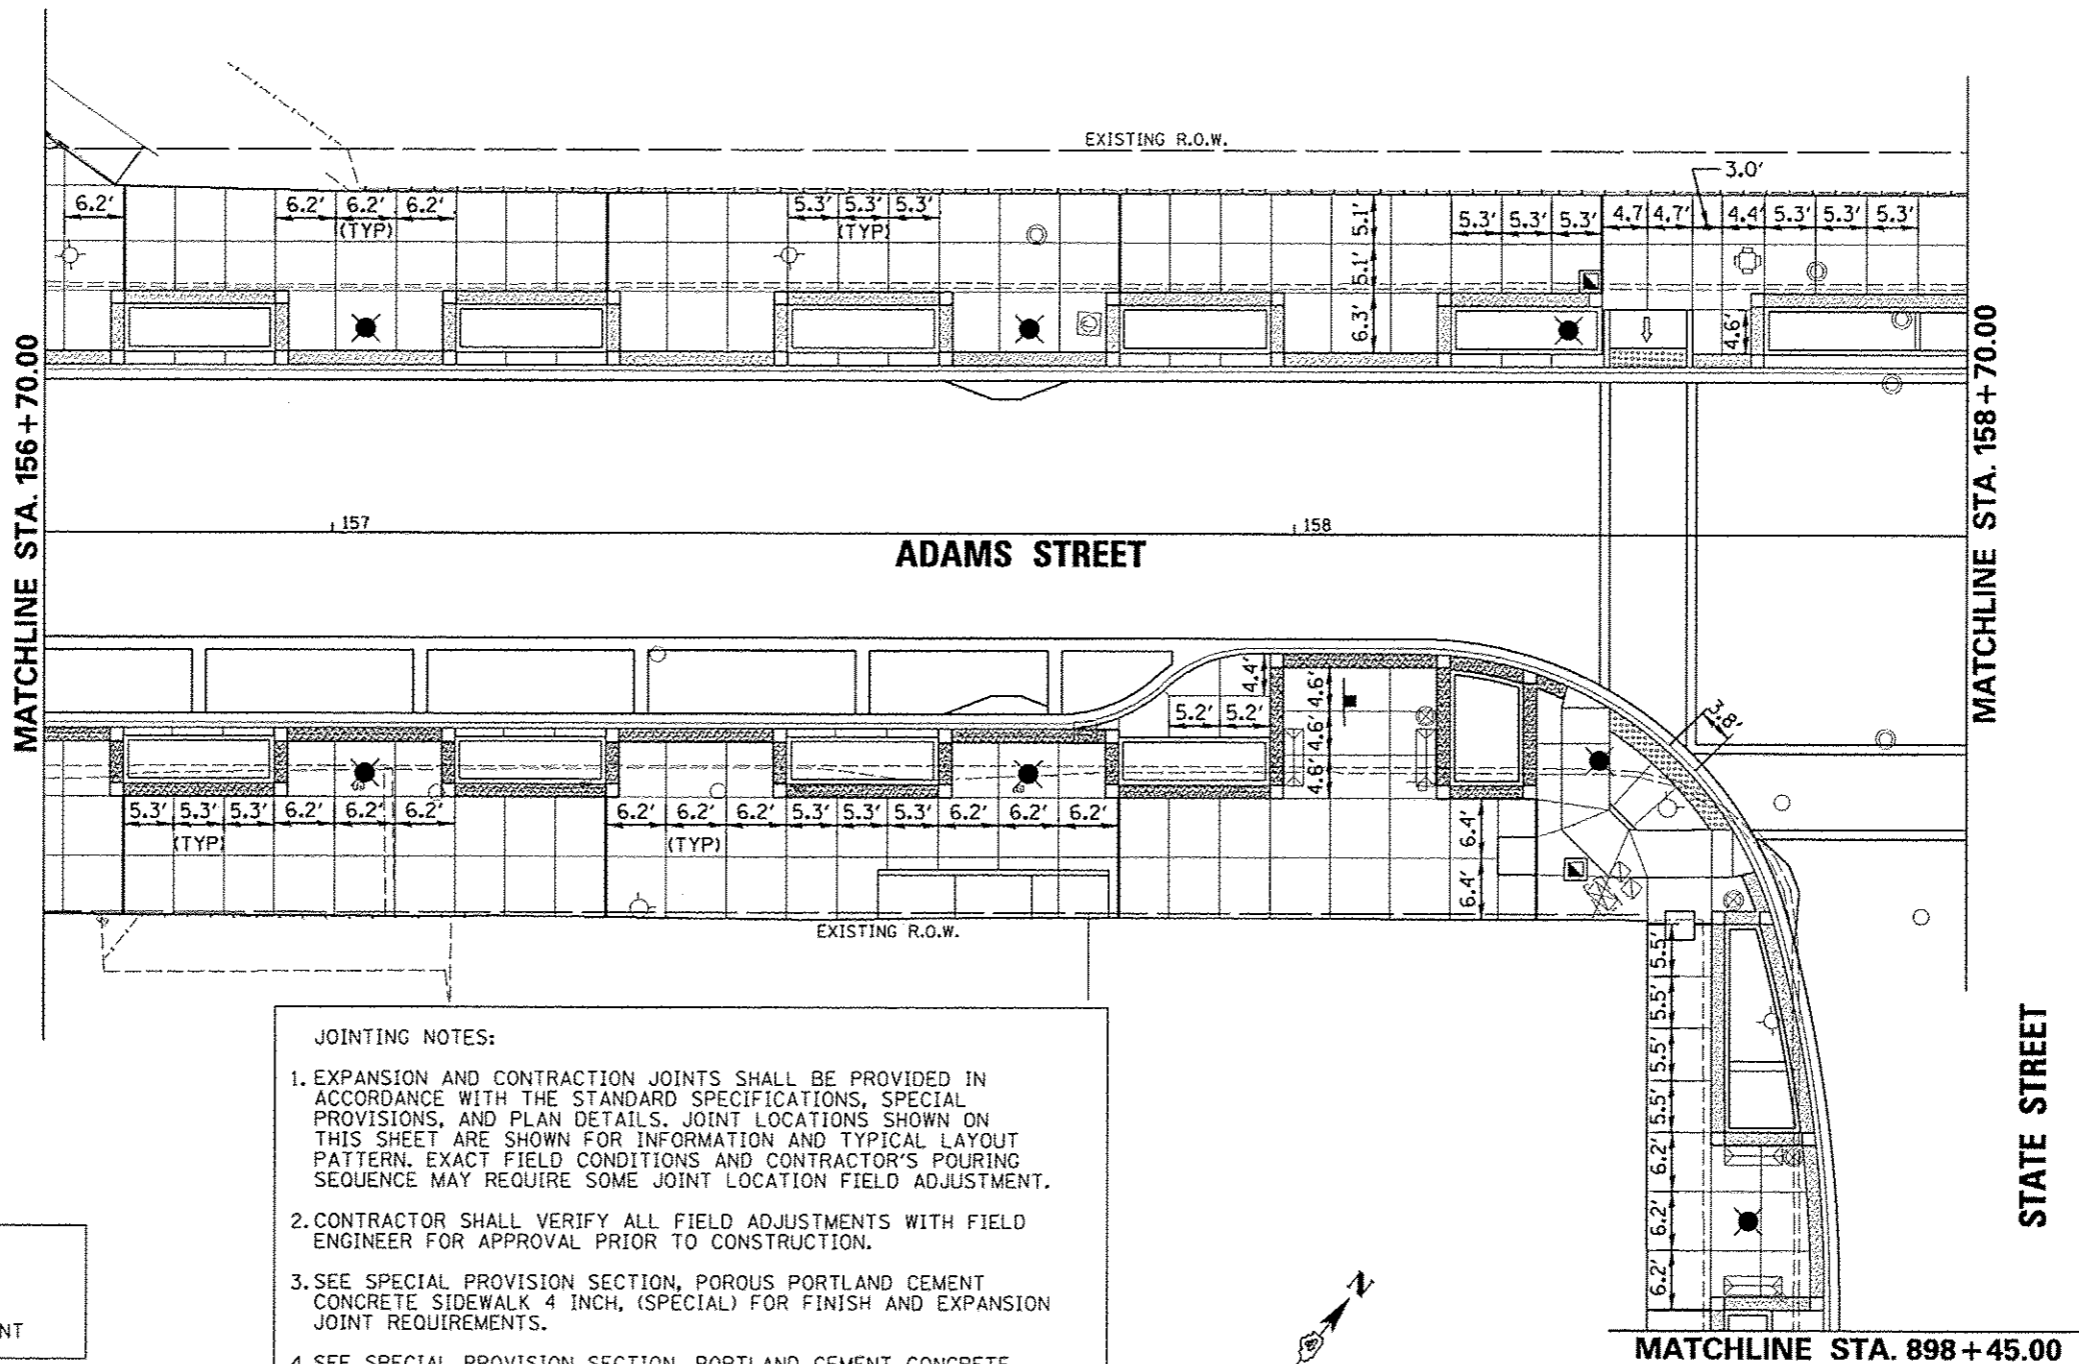 EXISTING R.O.W.
3.0'
6.2'
6.2' 6.2' 6.2'
(TYP)
5.3' 5.3' 5.3'
(TYP)
5.1'
5.1'
6.3'
5.3' 5.3' 5.3' 4.7 4.7' 4.4' 5.3' 5.3' 5.3'
4.6'
MATCHLINE STA. 156+70.00
MATCHLINE STA. 158+70.00
157
158
ADAMS STREET
4.4'
5.2' 5.2'
4.6'
4.6'
4.6'
3.8'
5.3' 5.3' 5.3' 6.2' 6.2' 6.2'
(TYP)
6.2' 6.2' 6.2' 5.3' 5.3' 5.3' 6.2' 6.2' 6.2'
(TYP)
6.4'
6.4'
EXISTING R.O.W.
5.5'
5.5'
5.5'
5.5'
6.2'
6.2'
6.2'
STATE STREET
JOINTING NOTES:
1. EXPANSION AND CONTRACTION JOINTS SHALL BE PROVIDED IN
ACCORDANCE WITH THE STANDARD SPECIFICATIONS, SPECIAL
PROVISIONS, AND PLAN DETAILS. JOINT LOCATIONS SHOWN ON
THIS SHEET ARE SHOWN FOR INFORMATION AND TYPICAL LAYOUT
PATTERN. EXACT FIELD CONDITIONS AND CONTRACTOR'S POURING
SEQUENCE MAY REQUIRE SOME JOINT LOCATION FIELD ADJUSTMENT.
2. CONTRACTOR SHALL VERIFY ALL FIELD ADJUSTMENTS WITH FIELD
ENGINEER FOR APPROVAL PRIOR TO CONSTRUCTION.
3. SEE SPECIAL PROVISION SECTION, POROUS PORTLAND CEMENT
CONCRETE SIDEWALK 4 INCH, (SPECIAL) FOR FINISH AND EXPANSION
JOINT REQUIREMENTS.
4. SEE SPECIAL PROVISION SECTION, PORTLAND CEMENT CONCRETE
NT
N
MATCHLINE STA. 898+45.00